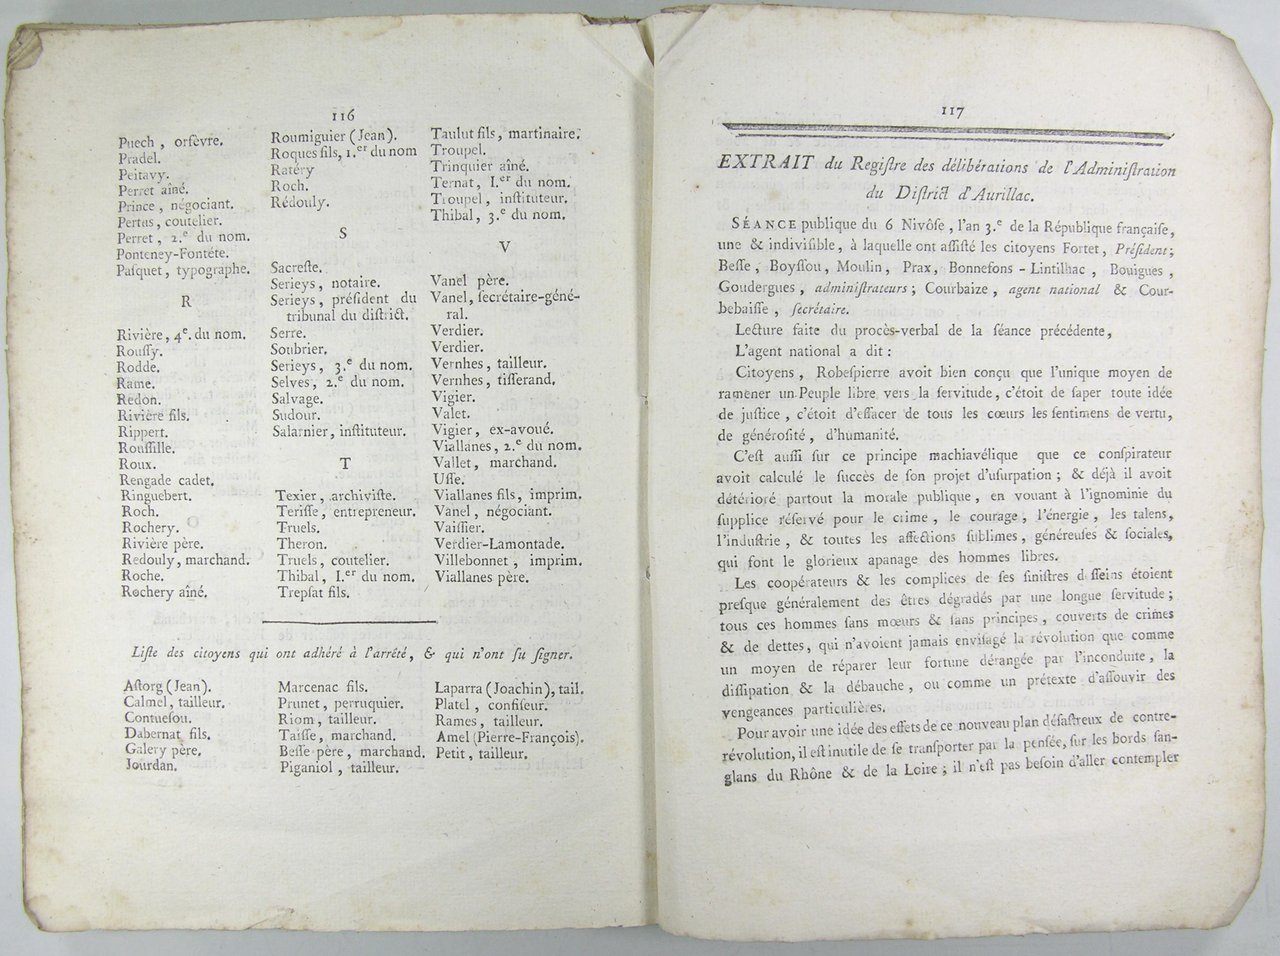 116
Puech, orfèvre.
Pradel.
Peitavy.
Perret aîné.
Prince, négociant.
Pertus, coutelier.
Perret, 2.e du nom.
Ponteney-Fontéte.
Paſquet, typographe.
R
Rivière, 4e. du nom.
Rouſſy.
Rodde.
Rame.
Redon.
Rivière fils.
Rippert.
Rouſſille.
Roux.
Rengade cadet.
Ringuebert.
Roch.
Rochery.
Rivière père.
Redouly, marchand.
Roche.
Rochery aîné.
Roumiguier (Jean).
Roques fils, 1.er du nom
Ratéry
Roch.
Rédouly.
S
Sacreſte.
Serieys, notaire.
Serieys, préſident du
tribunal du diſtrict.
Serre.
Soubrier.
Serieys, 3.e du nom.
Selves, 2.e du nom.
Salvage.
Sudour.
Salarnier, inſtituteur.
T
Texier, archiviſte.
Teriſſe, entrepreneur.
Truels.
Theron.
Truels, coutelier.
Thibal, I.er du nom.
Trepſat fils.
Taulut fils, martinaire.
Troupel.
Trinquier aîné.
Ternat, I.er du nom.
Troupel, inſtituteur.
Thibal, 3.e du nom.
V
Vanel père.
Vanel, ſecrétaire-géné-
ral.
Verdier.
Verdier.
Vernhes, tailleur.
Vernhes, tiſſerand.
Vigier.
Valet.
Vigier, ex-avoué.
Viallanes, 2.e du nom.
Vallet, marchand.
Uſſe.
Viallanes fils, imprim.
Vanel, négociant.
Vaiſſier.
Verdier-Lamontade.
Villebonnet, imprim.
Viallanes père.
Liſte des citoyens qui ont adhéré à l'arrêté, & qui n'ont ſu ſigner.
Aſtorg (Jean).
Calmel, tailleur.
Contueſou.
Dabernat fils.
Galery père,
Jourdan.
Marcenac fils.
Prunet, perruquier.
Riom, tailleur.
Taiſſe, marchand.
Beſſe père, marchand.
Piganiol, tailleur.
Laparra (Joachin), tail.
Platel, confiſeur.
Rames, tailleur.
Amel (Pierre-François).
Petit, tailleur.
117
EXTRAIT du Regiſtre des délibérations de l'Adminiſtration
du Diſtrict d'Aurillac.
SÉANCE publique du 6 Nivôſe, l'an 3.e de la République françaiſe,
une & indiviſible, à laquelle ont aſſiſté les citoyens Fortet, Préſident;
Beſſe, Boyſſou, Moulin, Prax, Bonnefons-Lintilhac, Bouigues,
Goudergues, adminiſtrateurs; Courbaize, agent national & Cour-
bebaiſſe, ſecrétaire.
Lecture faite du procès-verbal de la ſéance précédente,
L'agent national a dit:
Citoyens, Robeſpierre avoit bien conçu que l'unique moyen de
ramener un Peuple libre vers la ſervitude, c'étoit de ſaper toute idée
de juſtice, c'étoit d'effacer de tous les cœurs les ſentimens de vertu,
de généroſité, d'humanité.
C'eſt auſſi ſur ce principe machiavélique que ce conſpirateur
avoit calculé le ſuccès de ſon projet d'uſurpation; & déjà il avoit
détérioré partout la morale publique, en vouant à l'ignominie du
ſupplice réſervé pour le crime, le courage, l'énergie, les talens,
l'induſtrie, & toutes les affections ſublimes, généreuſes & ſociales,
qui font le glorieux apanage des hommes libres.
Les coopérateurs & les complices de ſes ſiniſtres deſſeins étoient
preſque généralement des êtres dégradés par une longue ſervitude;
tous ces hommes ſans mœurs & ſans principes, couverts de crimes
& de dettes, qui n'avoient jamais enviſagé la révolution que comme
un moyen de réparer leur fortune dérangée par l'inconduite, la
diſſipation & la débauche, ou comme un prétexte d'aſſouvir des
vengeances particulières.
Pour avoir une idée des effets de ce nouveau plan déſaſtreux de contre-
révolution, il eſt inutile de ſe tranſporter par la penſée, ſur les bords ſan-
glans du Rhône & de la Loire; il n'eſt pas beſoin d'aller contempler